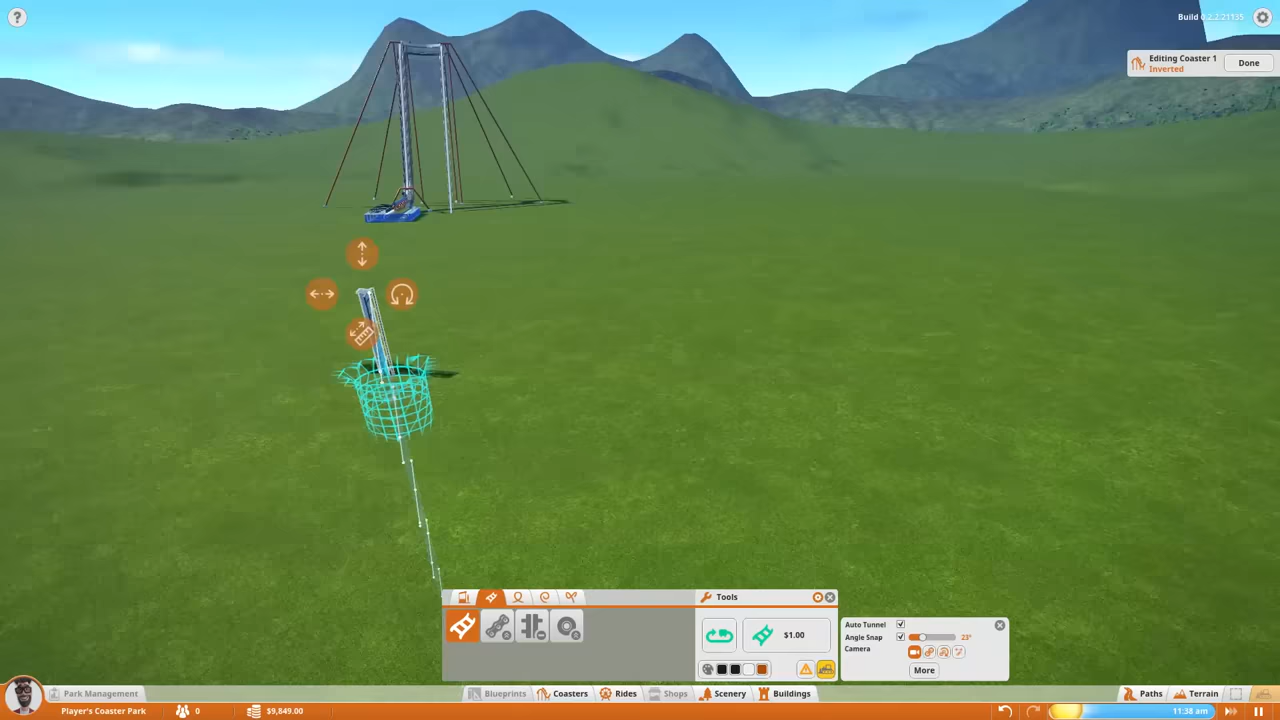 ?
Build 0.2.2.21135
Editing Coaster 1
Inverted
Done
Tools
$1.00
Auto Tunnel
Angle Snap
23°
Camera
More
Park Management
Blueprints
Coasters
Rides
Shops
Scenery
Buildings
Paths
Terrain
Player's Coaster Park
0
$9,849.00
11:38 am